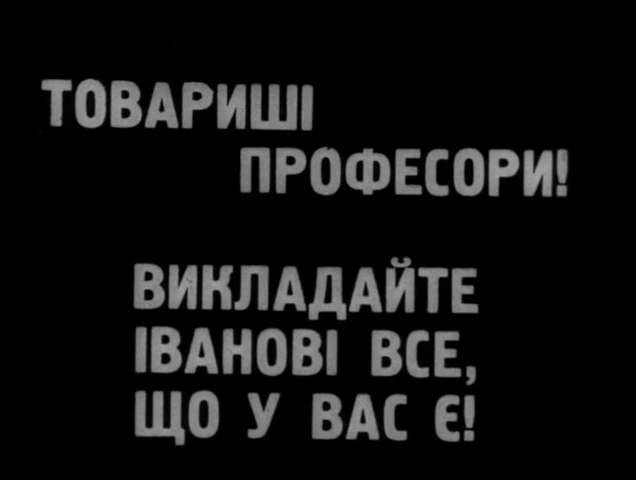 ТОВАРИШІ
ПРОФЕСОРИ!
ВИКЛАДАЙТЕ
ІВАНОВІ ВСЕ,
ЩО У ВАС Є!